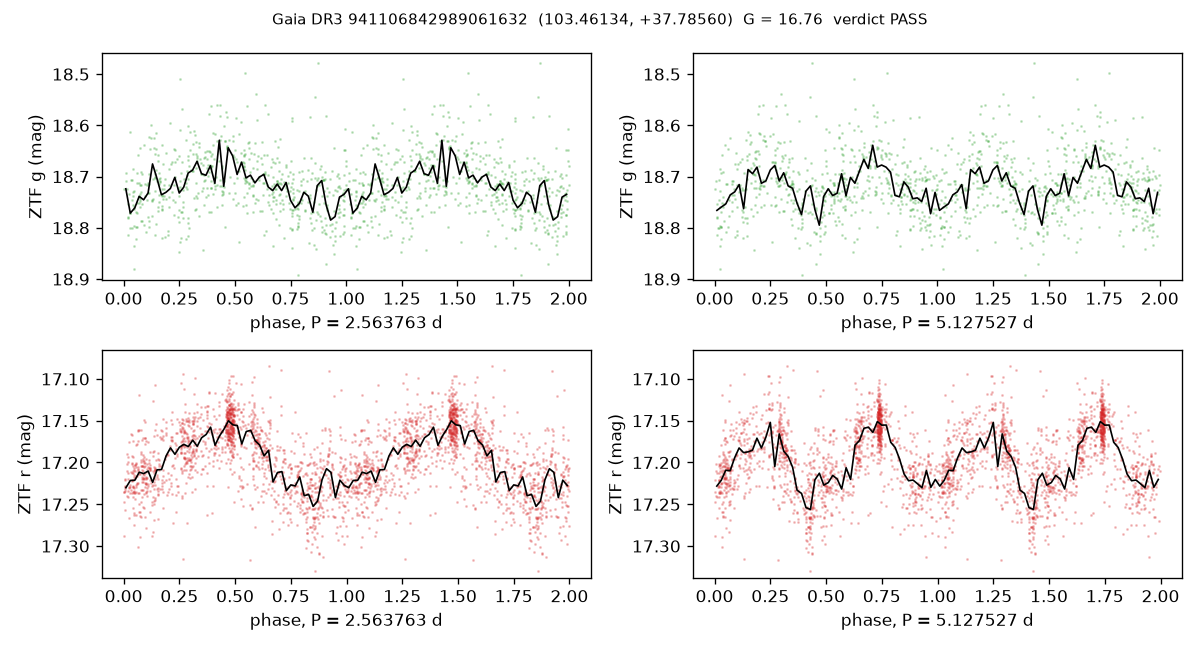 Gaia DR3 941106842989061632 (103.46134, +37.78560) G = 16.76 verdict PASS
ZTF g (mag)
18.5
18.6
18.7
18.8
18.9
0.00 0.25 0.50 0.75 1.00 1.25 1.50 1.75 2.00
phase, P = 2.563763 d
ZTF g (mag)
18.5
18.6
18.7
18.8
18.9
0.00 0.25 0.50 0.75 1.00 1.25 1.50 1.75 2.00
phase, P = 5.127527 d
ZTF r (mag)
17.10
17.15
17.20
17.25
17.30
0.00 0.25 0.50 0.75 1.00 1.25 1.50 1.75 2.00
phase, P = 2.563763 d
ZTF r (mag)
17.10
17.15
17.20
17.25
17.30
0.00 0.25 0.50 0.75 1.00 1.25 1.50 1.75 2.00
phase, P = 5.127527 d